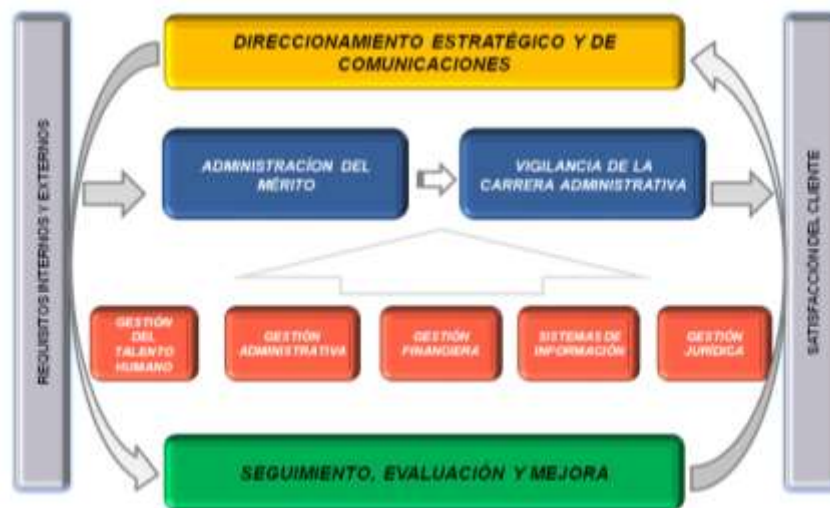 DIRECCIONAMIENTO ESTRATÉGICO Y DE
COMUNICACIONES
REQUISITOS INTERNOS Y EXTERNOS
ADMINISTRACÍON DEL
MÉRITO
VIGILANCIA DE LA
CARRERA ADMINISTRATIVA
SATISFACCIÓN DEL CLIENTE
GESTIÓN
DEL
TALENTO
HUMANO
GESTIÓN
ADMINISTRATIVA
GESTIÓN
FINANCIERA
SISTEMAS DE
INFORMACIÓN
GESTIÓN
JURÍDICA
SEGUIMIENTO, EVALUACIÓN Y MEJORA